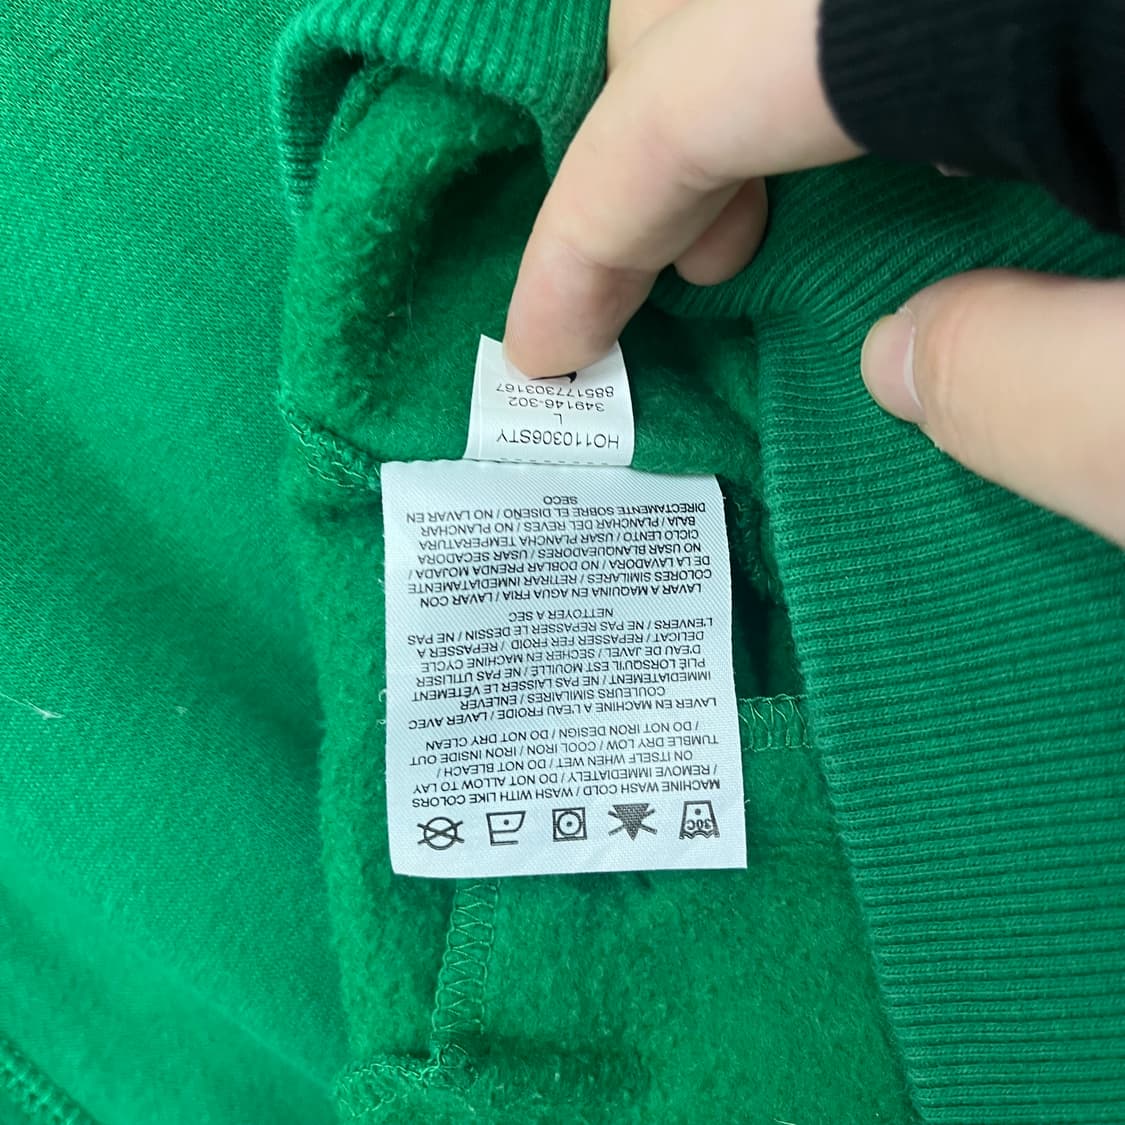 30C
MACHINE WASH COLD / WASH WITH LIKE COLORS
/ REMOVE IMMEDIATELY / DO NOT ALLOW TO LAY
ON ITSELF WHEN WET / DO NOT BLEACH /
TUMBLE DRY LOW / COOL IRON / IRON INSIDE OUT
/ DO NOT IRON DESIGN / DO NOT DRY CLEAN
LAVER EN MACHINE A L'EAU FROIDE / LAVER AVEC
COULEURS SIMILAIRES / ENLEVER
IMMEDIATEMENT / NE PAS LAISSER LE VÊTEMENT
PLIÉ LORSQUIL EST MOUILLÉ / NE PAS UTILISER
D'EAU DE JAVEL / SECHER EN MACHINE CYCLE
DELICAT / REPASSER FER FROID / REPASSER A
L'ENVERS / NE PAS REPASSER LE DESSIN / NE PAS
NETTOYER A SEC
LAVAR A MAQUINA EN AGUA FRIA / LAVAR CON
COLORES SIMILARES / RETIRAR INMEDIATAMENTE
DE LA LAVADORA / NO DOBLAR PRENDA MOJADA /
NO USAR BLANQUEADORES / USAR SECADORA
CICLO LENTO / USAR PLANCHA TEMPERATURA
BAJA / PLANCHAR DEL REVES / NO PLANCHAR
DIRECTAMENTE SOBRE EL DISEÑO / NO LAVAR EN
SECO
HO110306STY
L
349146-302
885177303167